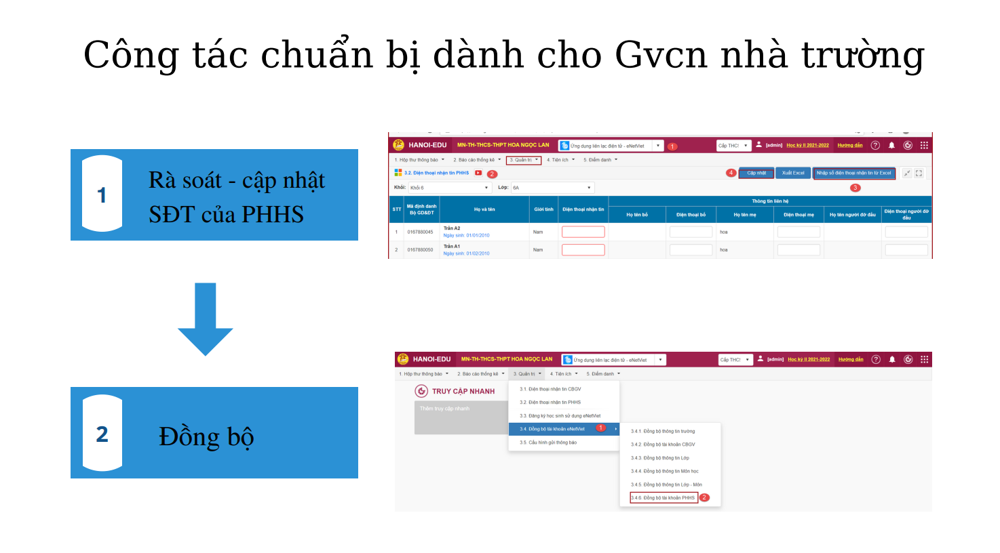 Công tác chuẩn bị dành cho Gvcn nhà trường
1
Rà soát - cập nhật
SĐT của PHHS
HANOI-EDU MN-TH-THCS-THPT HOA NGỌC LAN Ứng dụng liên lạc điện tử - eNetViet 1 Cấp THC: [admin] Học kỳ II 2021-2022 Hướng dẫn
1. Hộp thư thông báo 2. Báo cáo thống kê 3. Quản trị 4. Tiện ích 5. Điểm danh
3.2. Điện thoại nhận tin PHHS 2 4 Cập nhật Xuất Excel Nhập số điện thoại nhận tin từ Excel
Khối: Khối 6 Lớp: 6A 3
STT Mã định danh Bộ GD&ĐT Họ và tên Giới tính Điện thoại nhận tin Thông tin liên hệ
Họ tên bố Điện thoại bố Họ tên mẹ Điện thoại mẹ Họ tên người đỡ đầu Điện thoại người đỡ đầu
1 0167880045 Trần A2 Nam hoa
Ngày sinh: 01/01/2010
2 0167880050 Trần A1 Nam hoa
Ngày sinh: 01/02/2010
2
Đồng bộ
HANOI-EDU MN-TH-THCS-THPT HOA NGỌC LAN Ứng dụng liên lạc điện tử - eNetViet Cấp THC: [admin] Học kỳ II 2021-2022 Hướng dẫn
1. Hộp thư thông báo 2. Báo cáo thống kê 3. Quản trị 4. Tiện ích 5. Điểm danh
TRUY CẬP NHANH
Thêm truy cập nhanh
3.1. Điện thoại nhận tin CBGV
3.2. Điện thoại nhận tin PHHS
3.3. Đăng ký học sinh sử dụng eNetViet
3.4. Đồng bộ tài khoản eNetViet 1
3.5. Cấu hình gửi thông báo
3.4.1. Đồng bộ thông tin trường
3.4.2. Đồng bộ tài khoản CBGV
3.4.3. Đồng bộ thông tin Lớp
3.4.4. Đồng bộ thông tin Môn học
3.4.5. Đồng bộ thông tin Lớp - Môn
3.4.6. Đồng bộ tài khoản PHHS 2